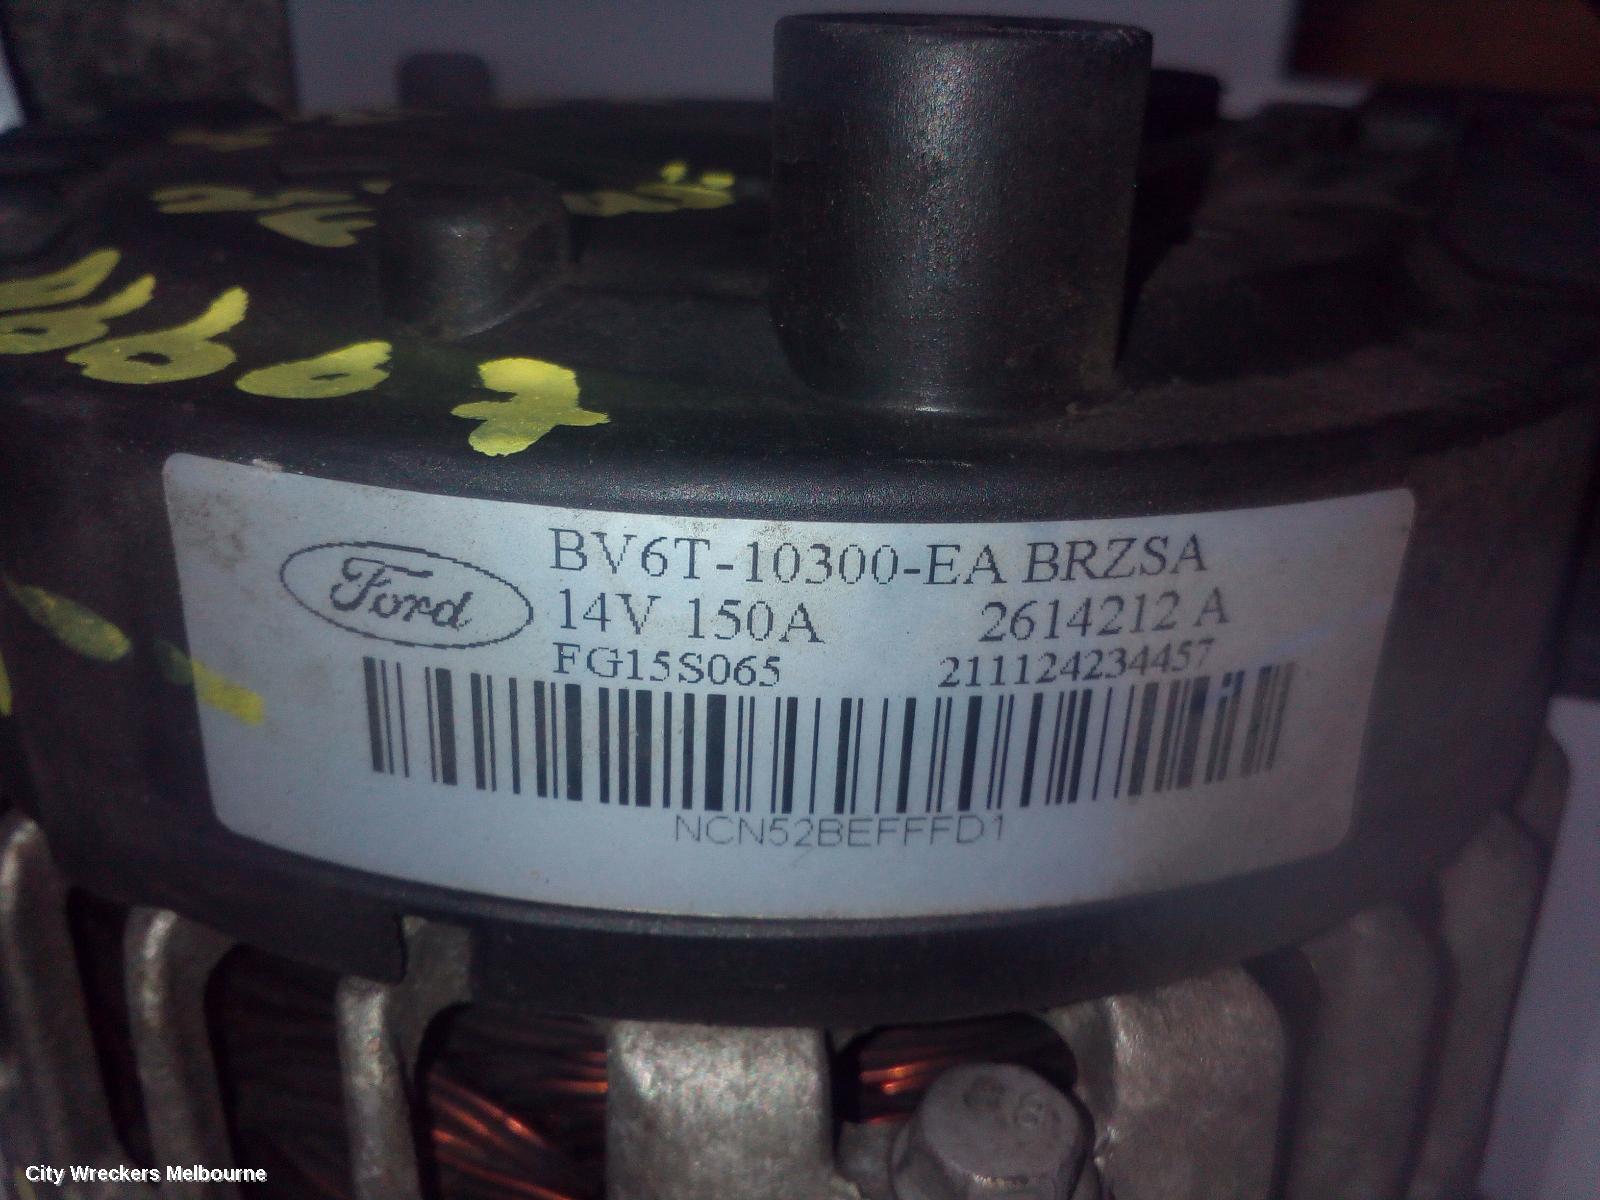 BV6T-10300-EA BRZSA
Ford
14V 150A 2614212 A
FG15S065 211124234457
NCN52BEFFFD1
City Wreckers Melbourne